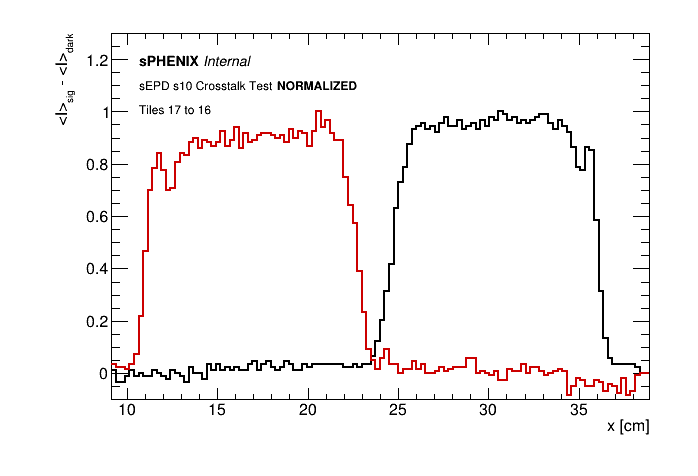 <I>sig - <I>dark
sPHENIX Internal
sEPD s10 Crosstalk Test NORMALIZED
Tiles 17 to 16
1.2
1
0.8
0.6
0.4
0.2
0
10 15 20 25 30 35
x [cm]